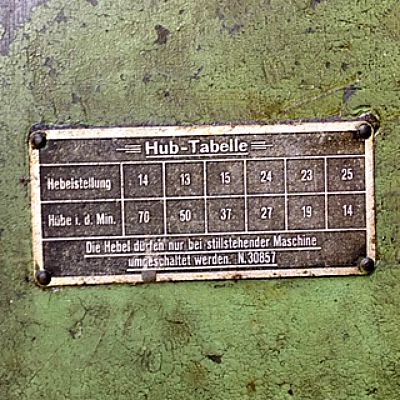 Hub-Tabelle
Hebelstellung 14 13 15 24 23 25
Hübe i. d. Min. 70 50 37 27 19 14
Die Hebel dürfen nur bei stillstehender Maschine
umgeschaltet werden. N.30857